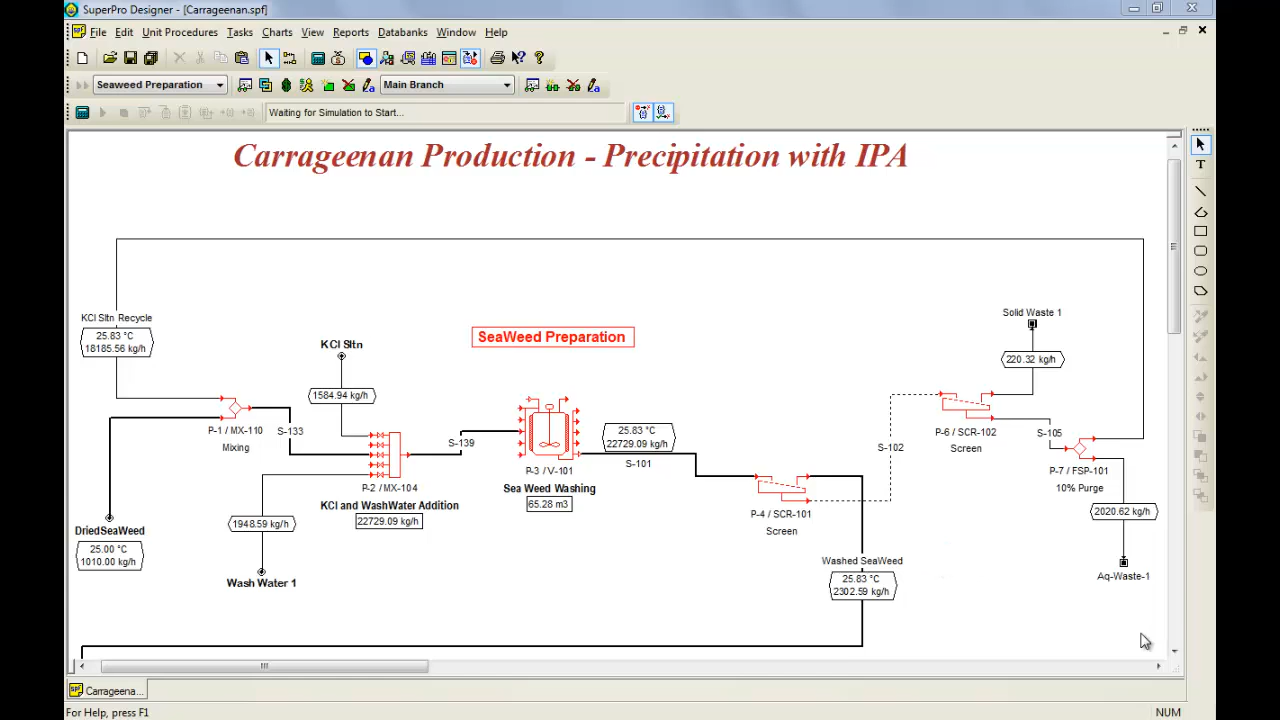 SuperPro Designer - [Carrageenan.spf]
File Edit Unit Procedures Tasks Charts View Reports Databanks Window Help
Seaweed Preparation Main Branch
Waiting for Simulation to Start...
Carrageenan Production - Precipitation with IPA
KCl Sltn Recycle
25.83 °C
18185.56 kg/h
KCl Sltn
1584.94 kg/h
SeaWeed Preparation
Solid Waste 1
220.32 kg/h
P-1 / MX-110
Mixing
S-133
S-139
P-2 / MX-104
KCl and WashWater Addition
22729.09 kg/h
P-3 / V-101
Sea Weed Washing
65.28 m3
25.83 °C
22729.09 kg/h
S-101
P-4 / SCR-101
Screen
S-102
P-6 / SCR-102
Screen
S-105
P-7 / FSP-101
10% Purge
2020.62 kg/h
Aq-Waste-1
DriedSeaWeed
25.00 °C
1010.00 kg/h
1948.59 kg/h
Wash Water 1
Washed SeaWeed
25.83 °C
2302.59 kg/h
Carrageena...
For Help, press F1
NUM